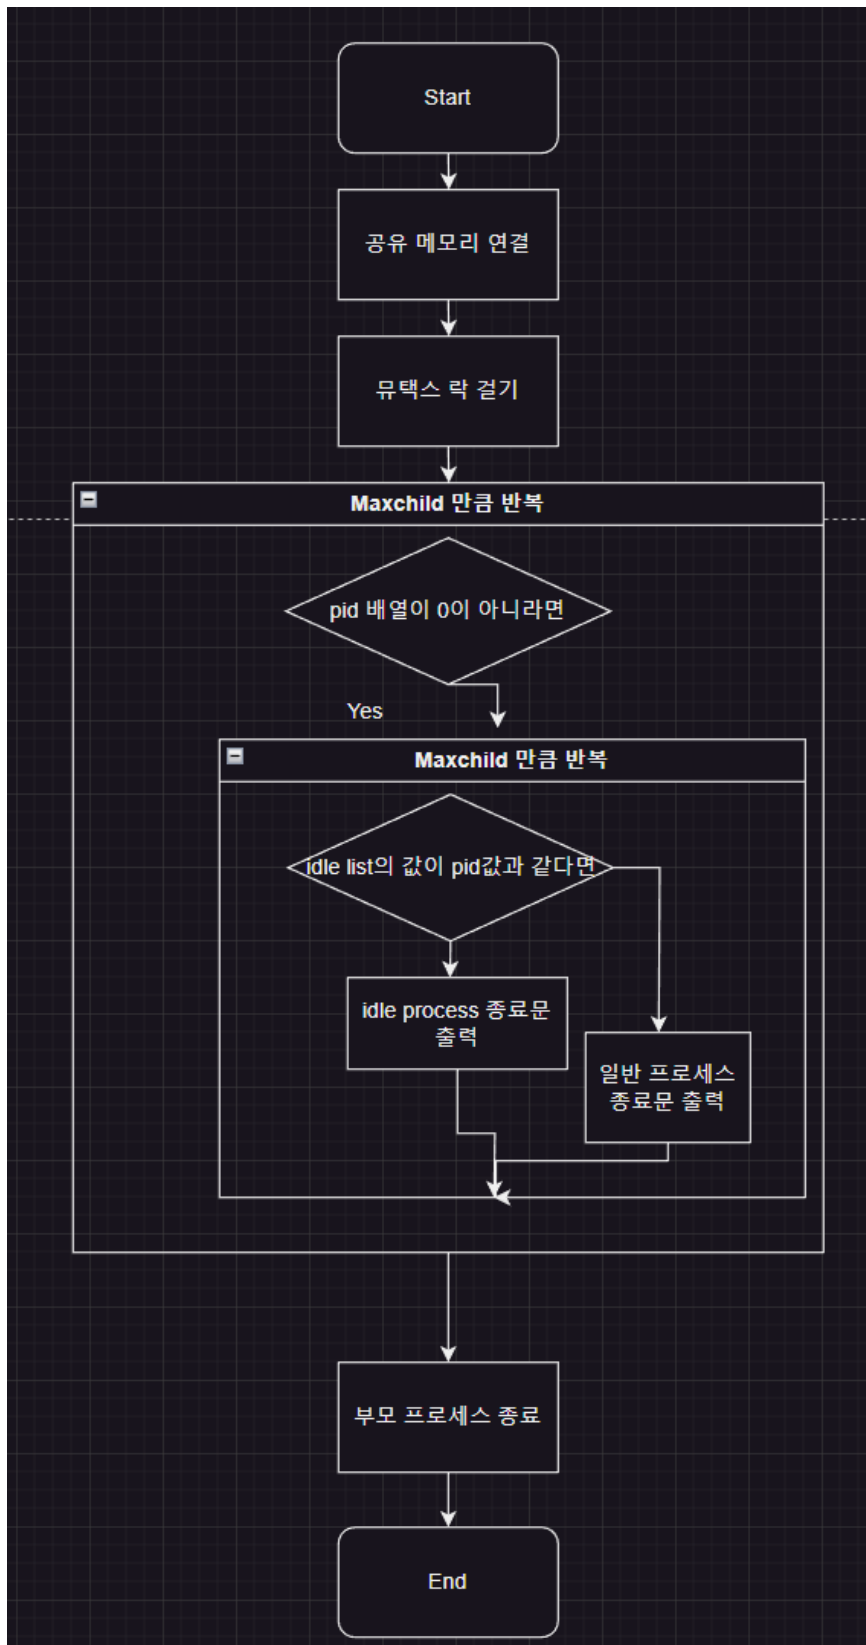 Start
공유 메모리 연결
뮤택스 락 걸기
Maxchild 만큼 반복
pid 배열이 0이 아니라면
Yes
Maxchild 만큼 반복
idle list의 값이 pid값과 같다면
idle process 종료문
출력
일반 프로세스
종료문 출력
부모 프로세스 종료
End